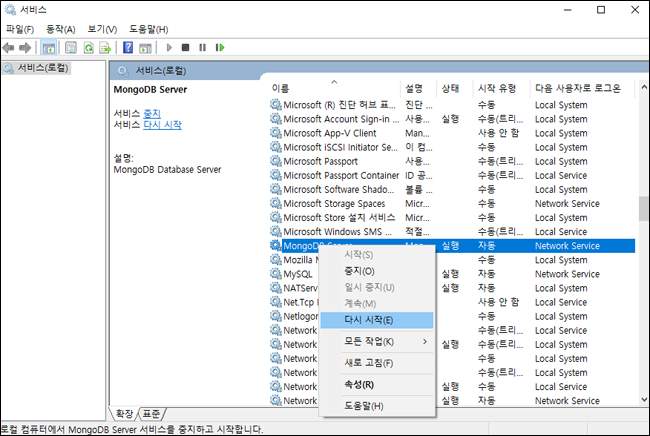 서비스
파일(F) 동작(A) 보기(V) 도움말(H)
서비스(로컬)
서비스(로컬)
MongoDB Server
서비스 중지
서비스 다시 시작
설명:
MongoDB Database Server
이름 설명 상태 시작 유형 다음 사용자로 로그온
Microsoft (R) 진단 허브 표... 진단 ... 수동 Local System
Microsoft Account Sign-in ... 사용... 실행 수동(트리... Local System
Microsoft App-V Client Man... 사용 안 함 Local System
Microsoft iSCSI Initiator Se... 이 컴... 수동 Local System
Microsoft Passport 사용... 수동(트리... Local System
Microsoft Passport Container ID 공... 수동(트리... Local Service
Microsoft Software Shado... 볼륨 ... 수동 Local System
Microsoft Storage Spaces Micr... 수동 Network Service
Microsoft Store 설치 서비스 Micr... 수동 Local System
Microsoft Windows SMS ... 적절... 수동(트리... Local System
MongoDB Server 실행 자동 Network Service
Mozilla 수동 Local System
MySQL 실행 자동 Network Service
NATServ 실행 자동 Local System
Net.Tcp 사용 안 함 Local Service
Netlogon 수동 Local System
Network 수동(트리... Local Service
Network 실행 수동(트리... Local System
Network 수동(트리... Local System
Network 실행 수동 Local Service
Network 실행 자동 Network Service
Network 수동(트리... Local System
시작(S)
중지(O)
일시 중지(U)
계속(M)
다시 시작(E)
모든 작업(K)
새로 고침(F)
속성(R)
도움말(H)
확장 표준
로컬 컴퓨터에서 MongoDB Server 서비스를 중지하고 시작합니다.